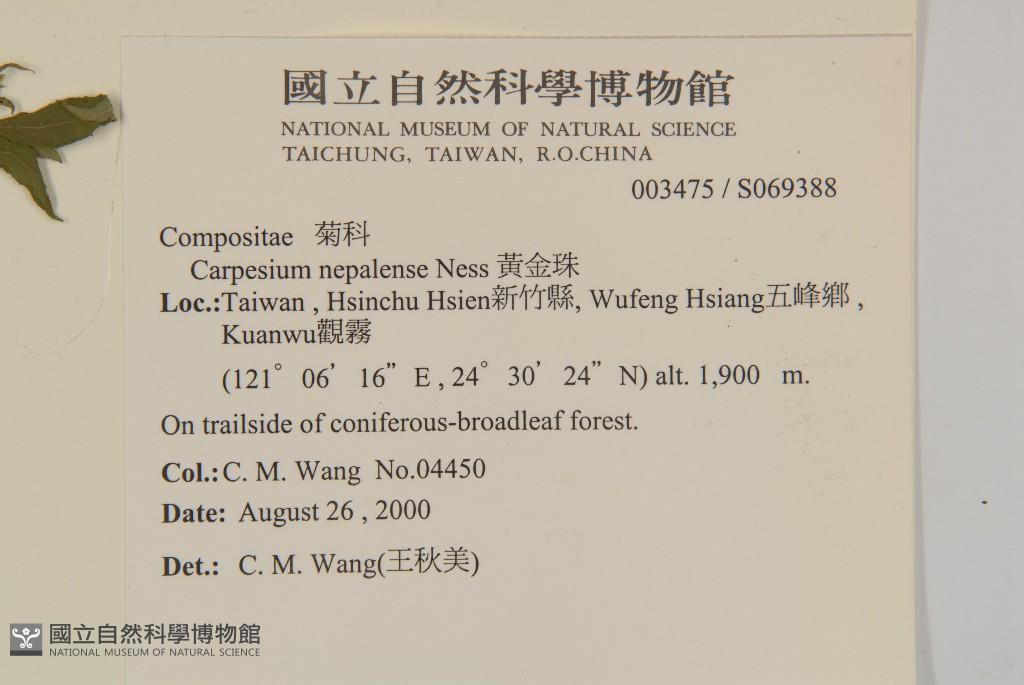 國立自然科學博物館
NATIONAL MUSEUM OF NATURAL SCIENCE
TAICHUNG, TAIWAN, R.O.CHINA
003475 / S069388
Compositae 菊科
Carpesium nepalense Ness 黃金珠
Loc.:Taiwan , Hsinchu Hsien新竹縣, Wufeng Hsiang五峰鄉 ,
Kuanwu觀霧
(121° 06’ 16” E , 24° 30’ 24” N) alt. 1,900 m.
On trailside of coniferous-broadleaf forest.
Col.: C. M. Wang No.04450
Date: August 26 , 2000
Det.: C. M. Wang(王秋美)
國立自然科學博物館
NATIONAL MUSEUM OF NATURAL SCIENCE